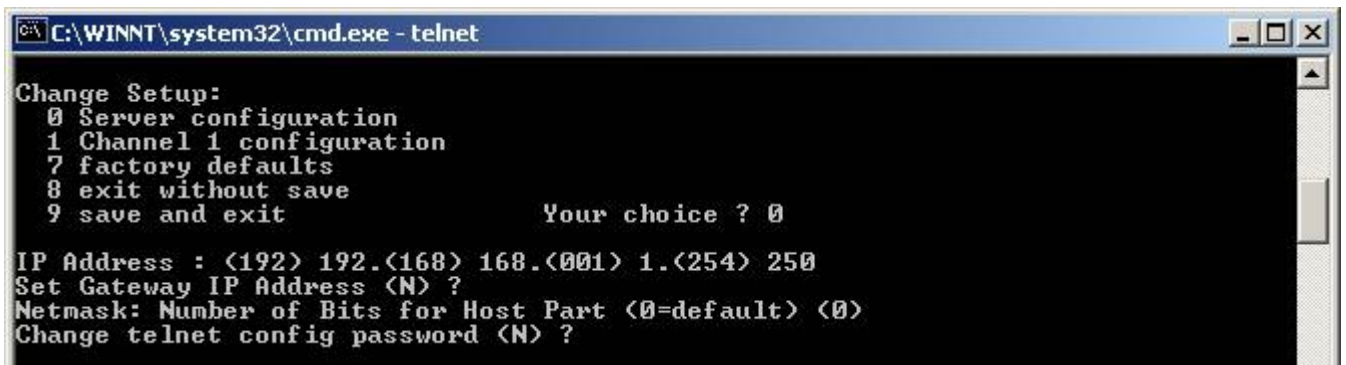 C:\WINNT\system32\cmd.exe - telnet
Change Setup:
  0 Server configuration
  1 Channel 1 configuration
  7 factory defaults
  8 exit without save
  9 save and exit                Your choice ? 0

IP Address : (192) 192.(168) 168.(001) 1.(254) 250
Set Gateway IP Address (N) ?
Netmask: Number of Bits for Host Part (0=default) (0)
Change telnet config password (N) ?